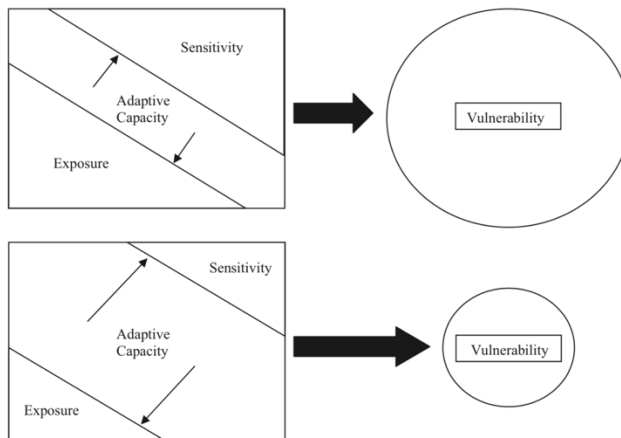 Sensitivity
Adaptive
Capacity
Exposure
Vulnerability
Sensitivity
Adaptive
Capacity
Exposure
Vulnerability